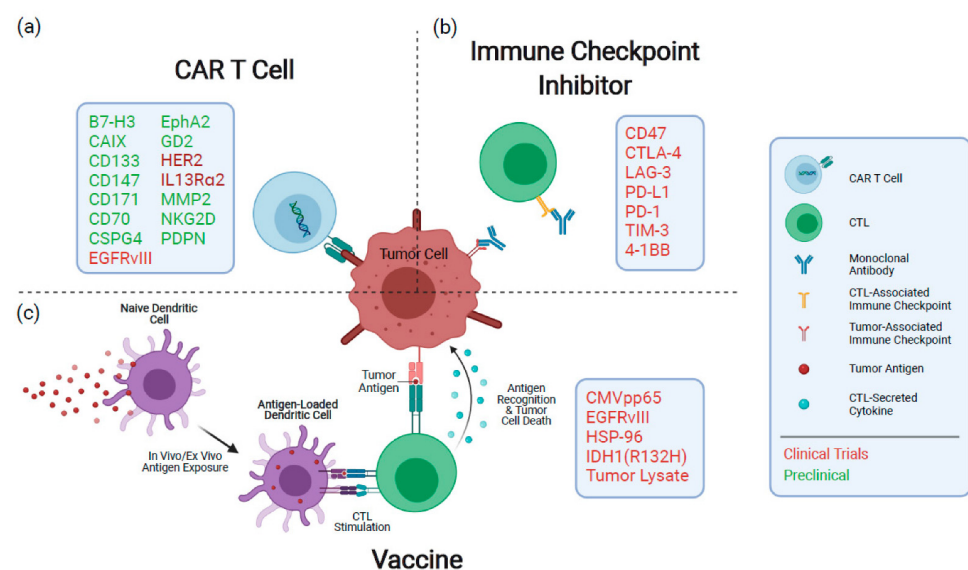 (a)
CAR T Cell
B7-H3 EphA2
CAIX GD2
CD133 HER2
CD147 IL13Rα2
CD171 MMP2
CD70 NKG2D
CSPG4 PDPN
EGFRvIII
(b)
Immune Checkpoint
Inhibitor
CD47
CTLA-4
LAG-3
PD-L1
PD-1
TIM-3
4-1BB
Tumor Cell
(c)
Naive Dendritic
Cell
In Vivo/Ex Vivo
Antigen Exposure
Antigen-Loaded
Dendritic Cell
CTL
Stimulation
Tumor
Antigen
Antigen
Recognition
& Tumor
Cell Death
CMVpp65
EGFRvIII
HSP-96
IDH1(R132H)
Tumor Lysate
Vaccine
CAR T Cell
CTL
Monoclonal
Antibody
CTL-Associated
Immune Checkpoint
Tumor-Associated
Immune Checkpoint
Tumor Antigen
CTL-Secreted
Cytokine
Clinical Trials
Preclinical